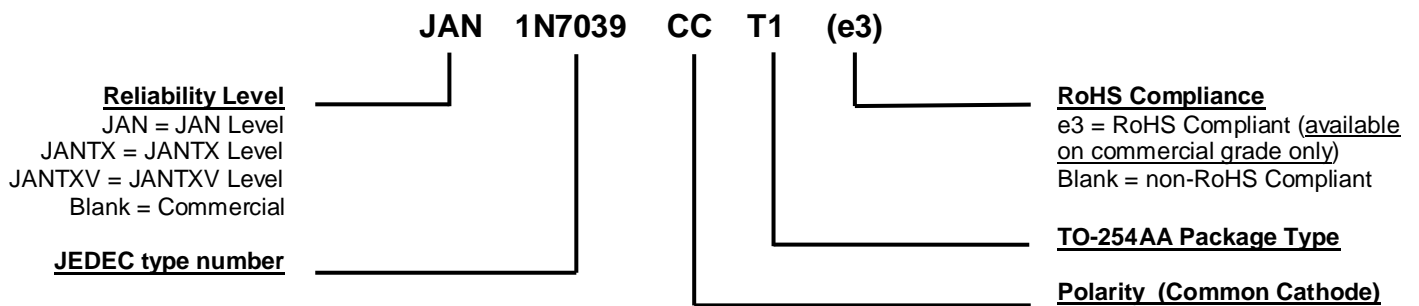 JAN 1N7039 CC T1 (e3)
Reliability Level
JAN = JAN Level
JANTX = JANTX Level
JANTXV = JANTXV Level
Blank = Commercial
JEDEC type number
RoHS Compliance
e3 = RoHS Compliant (available
on commercial grade only)
Blank = non-RoHS Compliant
TO-254AA Package Type
Polarity (Common Cathode)